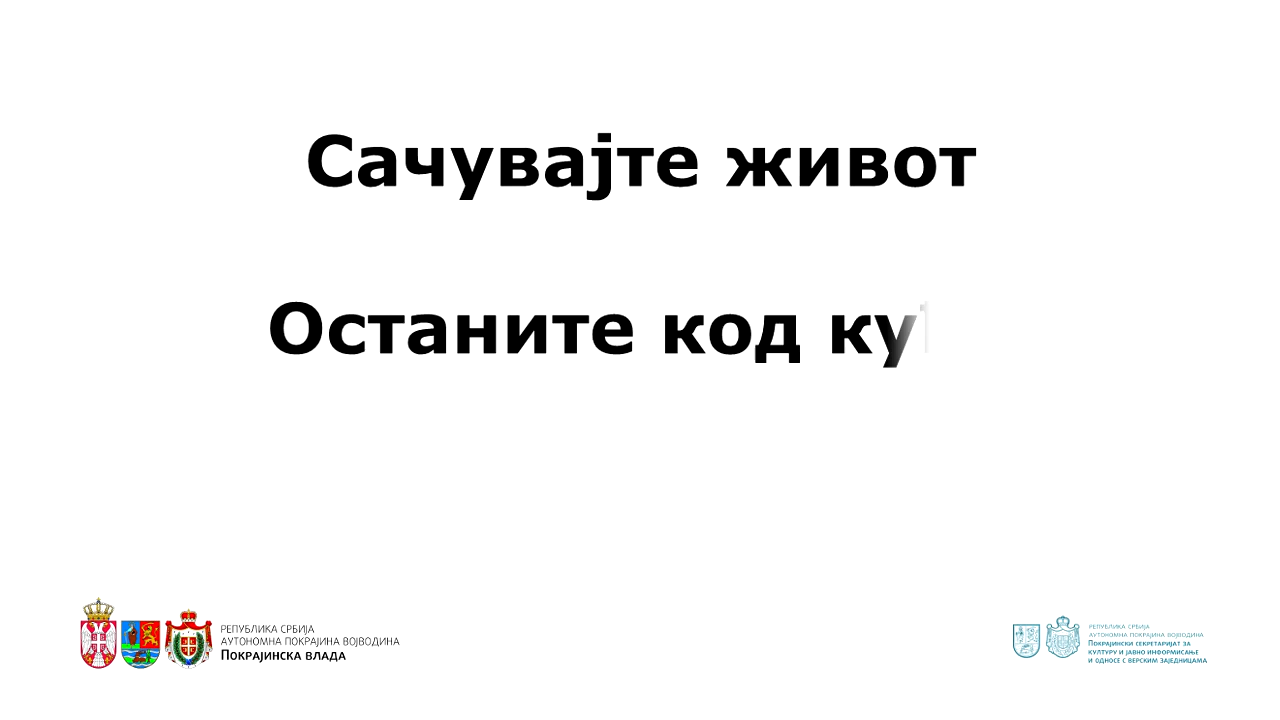 Сачувајте живот
Останите код ку
РЕПУБЛИКА СРБИЈА
АУТОНОМА ПОКРАЈИНА ВОЈВОДИНА
ПОКРАЈИНСКА ВЛАДА
РЕПУБЛИКА СРБИЈА
АУТОНОМНА ПОКРАЈИНА ВОЈВОДИНА
ПОКРАЈИНСКИ СЕКРЕТАРИЈАТ ЗА
КУЛТУРУ И ЈАВНО ИНФОРМИСАЊЕ
И ОДНОСЕ С ВЕРСКИМ ЗАЈЕДНИЦАМА